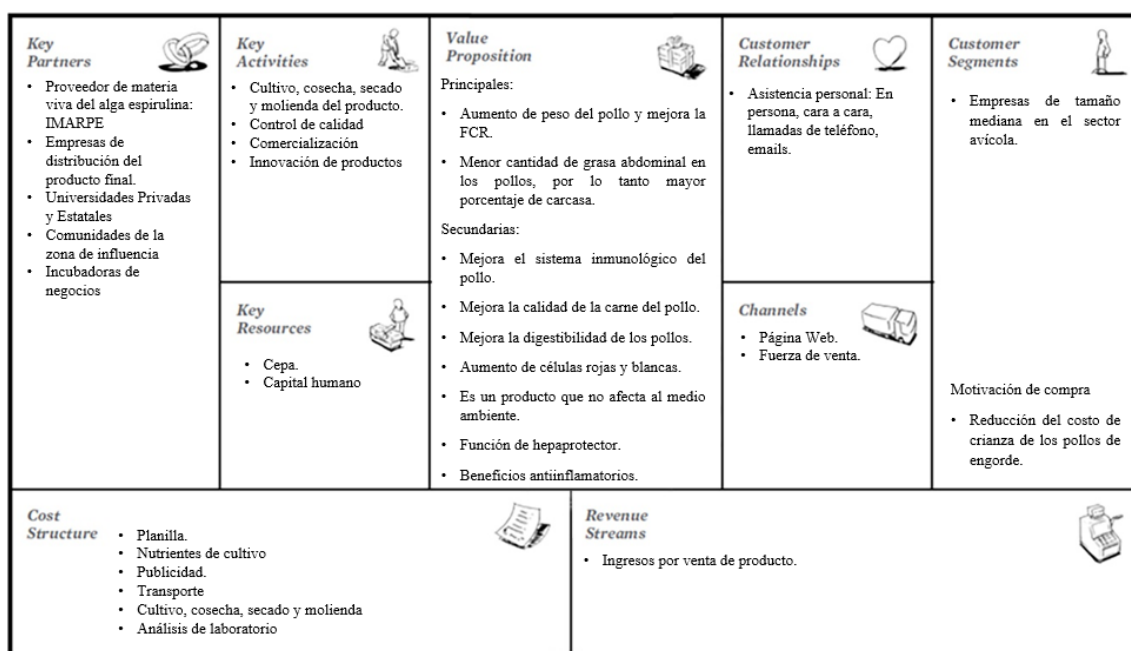 Key
Partners
• Proveedor de materia
viva del alga espirulina:
IMARPE
• Empresas de
distribución del
producto final.
• Universidades Privadas
y Estatales
• Comunidades de la
zona de influencia
• Incubadoras de
negocios
Key
Activities
• Cultivo, cosecha, secado
y molienda del producto.
• Control de calidad
• Comercialización
• Innovación de productos
Key
Resources
• Cepa.
• Capital humano
Value
Proposition
Principales:
• Aumento de peso del pollo y mejora la
FCR.
• Menor cantidad de grasa abdominal en
los pollos, por lo tanto mayor
porcentaje de carcasa.
Secundarias:
• Mejora el sistema inmunológico del
pollo.
• Mejora la calidad de la carne del pollo.
• Mejora la digestibilidad de los pollos.
• Aumento de células rojas y blancas.
• Es un producto que no afecta al medio
ambiente.
• Función de hepaprotector.
• Beneficios antiinflamatorios.
Customer
Relationships
• Asistencia personal: En
persona, cara a cara,
llamadas de teléfono,
emails.
Channels
• Página Web.
• Fuerza de venta.
Customer
Segments
• Empresas de tamaño
mediana en el sector
avícola.
Motivación de compra
• Reducción del costo de
crianza de los pollos de
engorde.
Cost
Structure
• Planilla.
• Nutrientes de cultivo
• Publicidad.
• Transporte
• Cultivo, cosecha, secado y molienda
• Análisis de laboratorio
Revenue
Streams
• Ingresos por venta de producto.